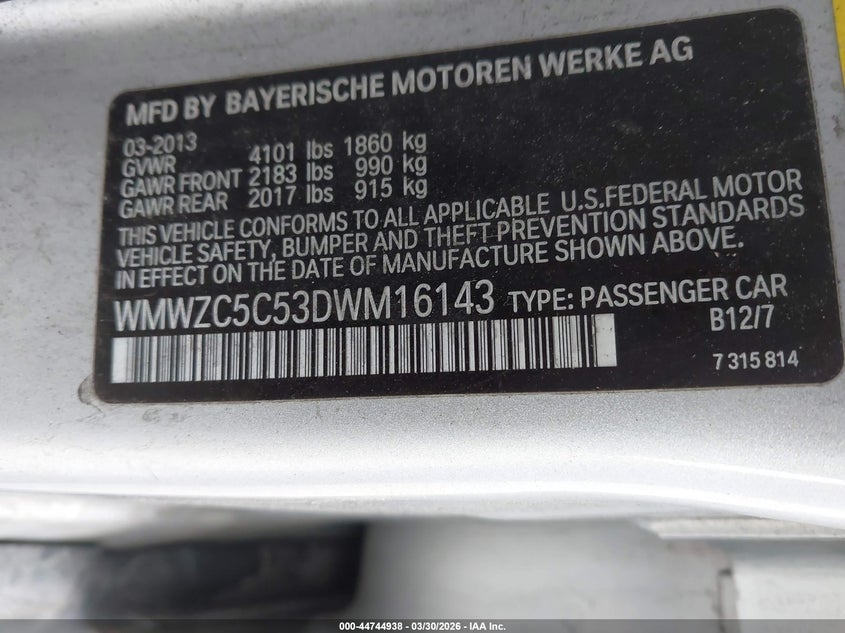 MFD BY BAYERISCHE MOTOREN WERKE AG
03-2013
GVWR 4101 lbs 1860 kg
GAWR FRONT 2183 lbs 990 kg
GAWR REAR 2017 lbs 915 kg
THIS VEHICLE CONFORMS TO ALL APPLICABLE U.S.FEDERAL MOTOR
VEHICLE SAFETY, BUMPER AND THEFT PREVENTION STANDARDS
IN EFFECT ON THE DATE OF MANUFACTURE SHOWN ABOVE.
WMWZC5C53DWM16143 TYPE: PASSENGER CAR
B12/7
7 315 814
000-44744938 - 03/30/2026 - IAA Inc.